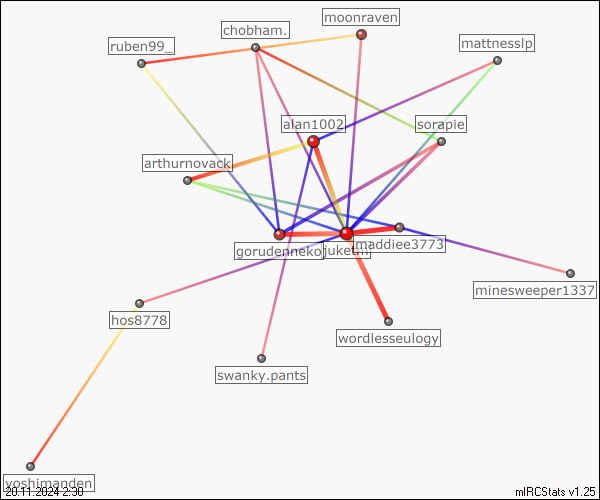 moonraven
chobham.
ruben99_
mattnesslp
alan1002
sorapie
arthurnovack
gorudenneko
maddiee3773
minesweeper1337
hos8778
wordlesseulogy
swanky.pants
yoshimanden
20.11.2024 2:30
mIRCStats v1.25